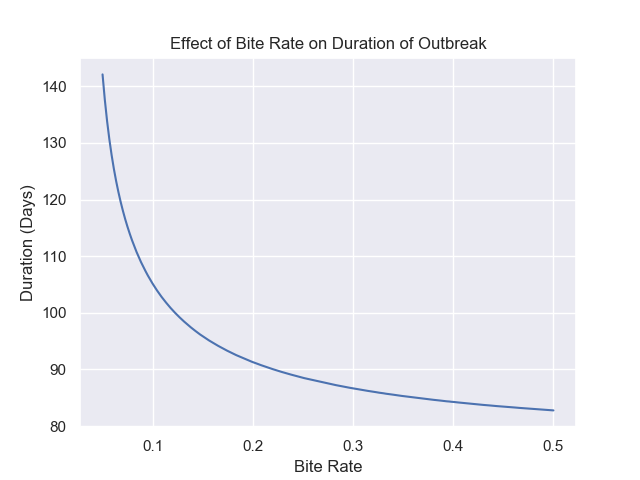 Effect of Bite Rate on Duration of Outbreak
Duration (Days)
140
130
120
110
100
90
80
0.1 0.2 0.3 0.4 0.5
Bite Rate